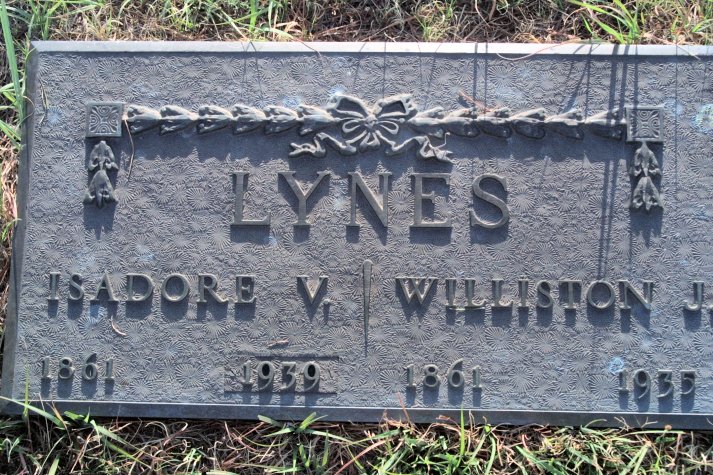 LYNES
ISADORE V. WILLISTON J.
1861 1939 1861 1935